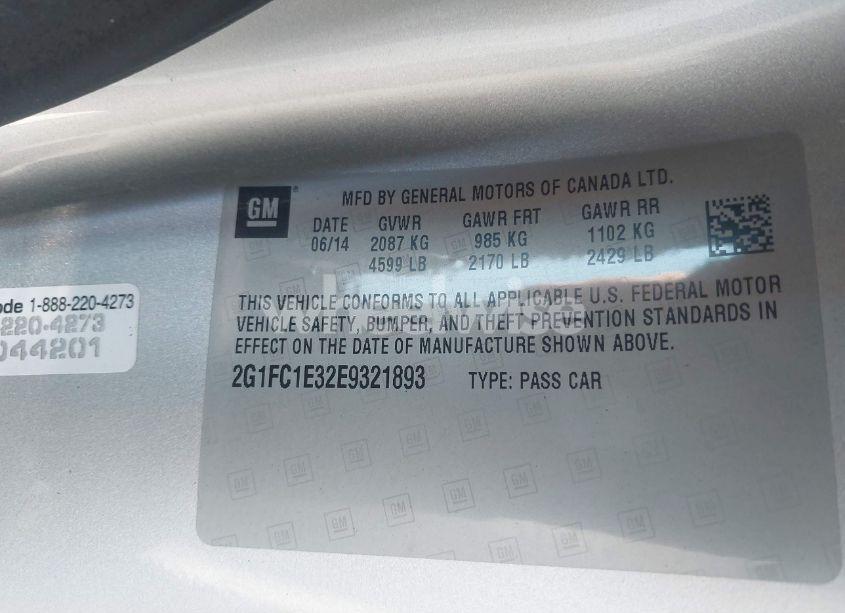 GM
MFD BY GENERAL MOTORS OF CANADA LTD.
DATE GVWR GAWR FRT GAWR RR
06/14 2087 KG 985 KG 1102 KG
4599 LB 2170 LB 2429 LB
THIS VEHICLE CONFORMS TO ALL APPLICABLE U.S. FEDERAL MOTOR
VEHICLE SAFETY, BUMPER, AND THEFT PREVENTION STANDARDS IN
EFFECT ON THE DATE OF MANUFACTURE SHOWN ABOVE.
2G1FC1E32E9321893 TYPE: PASS CAR
ode 1-888-220-4273
220-4273
044201